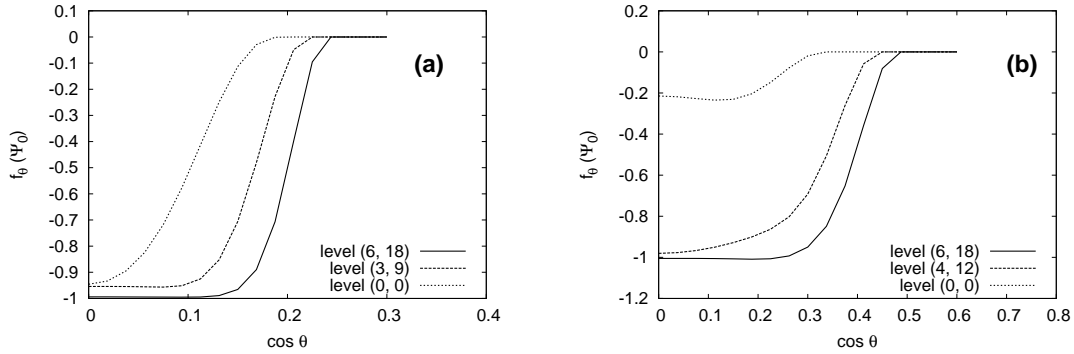 0.1
0
-0.1
-0.2
-0.3
-0.4
-0.5
-0.6
-0.7
-0.8
-0.9
-1
f_θ (Ψ_0)
(a)
level (6, 18)
level (3, 9)
level (0, 0)
0 0.1 0.2 0.3 0.4
cos θ
0.2
0
-0.2
-0.4
-0.6
-0.8
-1
-1.2
f_θ (Ψ_0)
(b)
level (6, 18)
level (4, 12)
level (0, 0)
0 0.1 0.2 0.3 0.4 0.5 0.6 0.7 0.8
cos θ